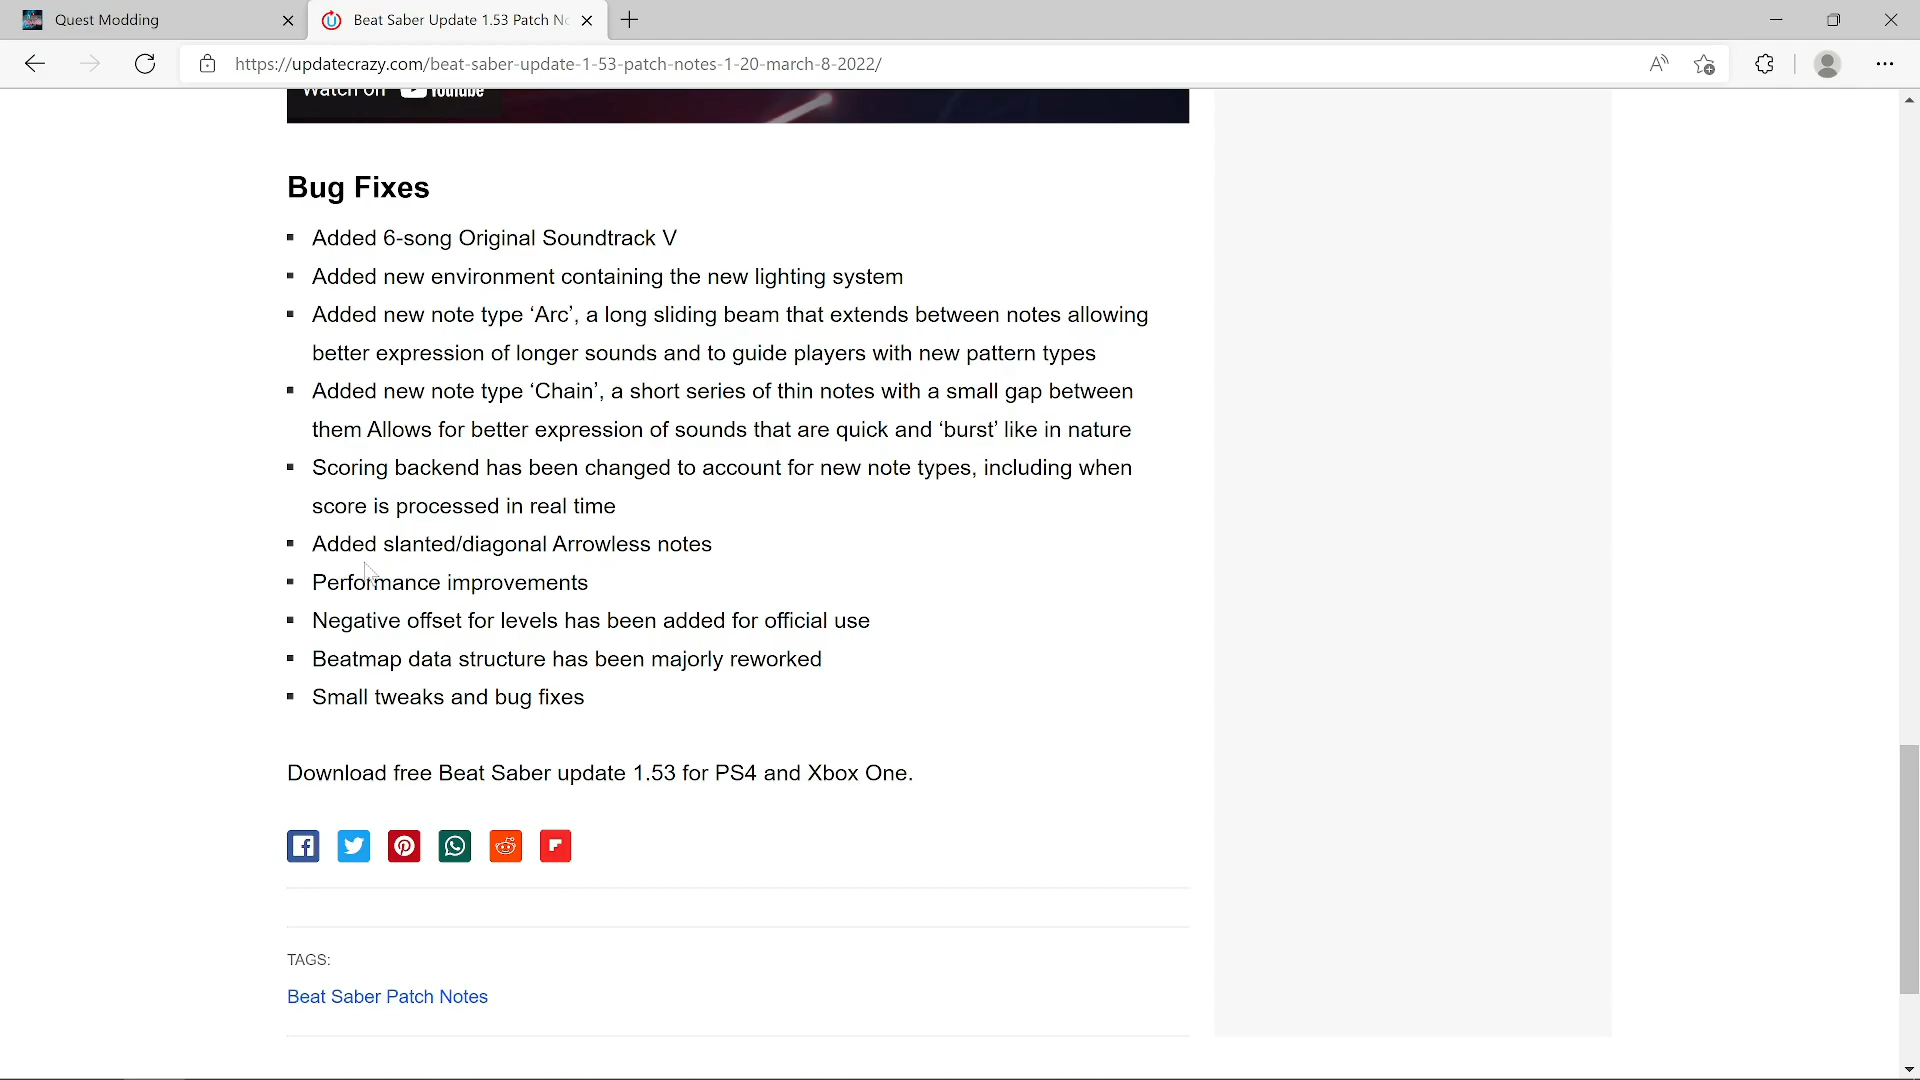 Quest Modding
Beat Saber Update 1.53 Patch No
https://updatecrazy.com/beat-saber-update-1-53-patch-notes-1-20-march-8-2022/
Watch on YouTube
Bug Fixes
Added 6-song Original Soundtrack V
Added new environment containing the new lighting system
Added new note type ‘Arc’, a long sliding beam that extends between notes allowing
better expression of longer sounds and to guide players with new pattern types
Added new note type ‘Chain’, a short series of thin notes with a small gap between
them Allows for better expression of sounds that are quick and ‘burst’ like in nature
Scoring backend has been changed to account for new note types, including when
score is processed in real time
Added slanted/diagonal Arrowless notes
Performance improvements
Negative offset for levels has been added for official use
Beatmap data structure has been majorly reworked
Small tweaks and bug fixes
Download free Beat Saber update 1.53 for PS4 and Xbox One.
TAGS:
Beat Saber Patch Notes